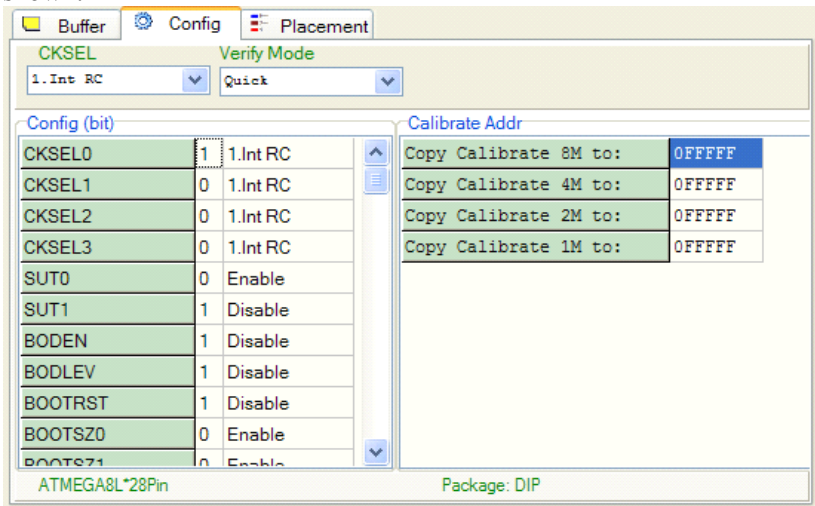 Buffer Config Placement
CKSEL Verify Mode
1.Int RC Quick
Config (bit) Calibrate Addr
CKSEL0 1 1.Int RC Copy Calibrate 8M to: 0FFFFF
CKSEL1 0 1.Int RC Copy Calibrate 4M to: 0FFFFF
CKSEL2 0 1.Int RC Copy Calibrate 2M to: 0FFFFF
CKSEL3 0 1.Int RC Copy Calibrate 1M to: 0FFFFF
SUT0 0 Enable
SUT1 1 Disable
BODEN 1 Disable
BODLEV 1 Disable
BOOTRST 1 Disable
BOOTSZ0 0 Enable
BOOTSZ1 0 Enable
ATMEGA8L*28Pin Package: DIP